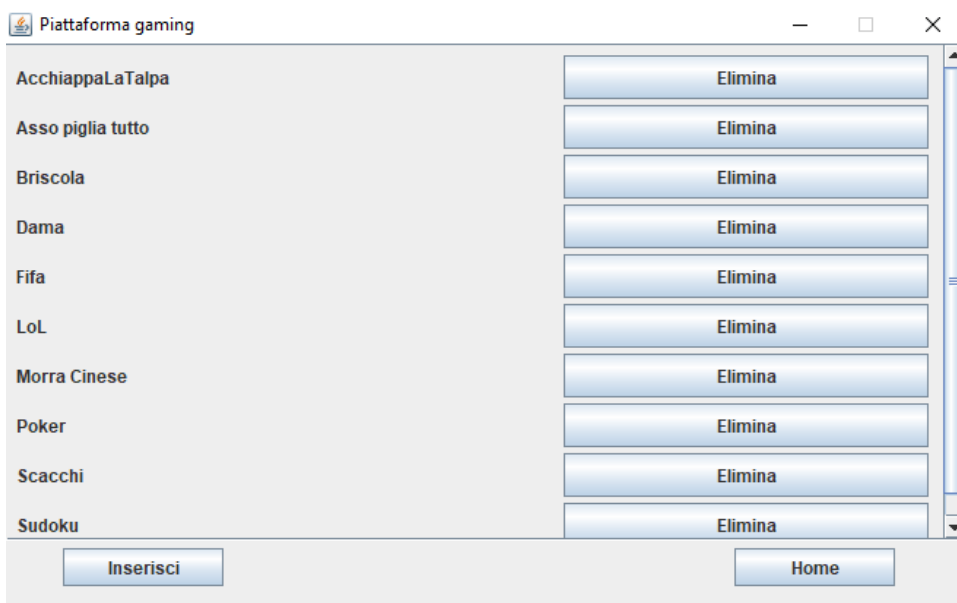 Piattaforma gaming
AcchiappaLaTalpa Elimina
Asso piglia tutto Elimina
Briscola Elimina
Dama Elimina
Fifa Elimina
LoL Elimina
Morra Cinese Elimina
Poker Elimina
Scacchi Elimina
Sudoku Elimina
Inserisci Home